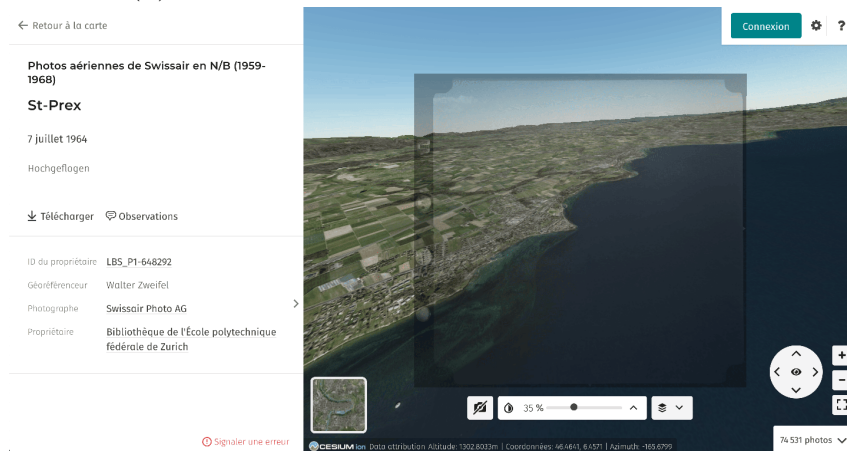 ← Retour à la carte
Photos aériennes de Swissair en N/B (1959-
1968)
St-Prex
7 juillet 1964
Hochgeflogen
Télécharger Observations
ID du propriétaire LBS_P1-648292
Géoréférenceur Walter Zweifel
Photographe Swissair Photo AG
Propriétaire Bibliothèque de l'École polytechnique
fédérale de Zurich
Signaler une erreur
Connexion ?
35 %
CESIUM ion Data attribution Altitude: 1302.8033m | Coordonnées: 46.4641, 6.4571 | Azimuth: -165.6799
74 531 photos